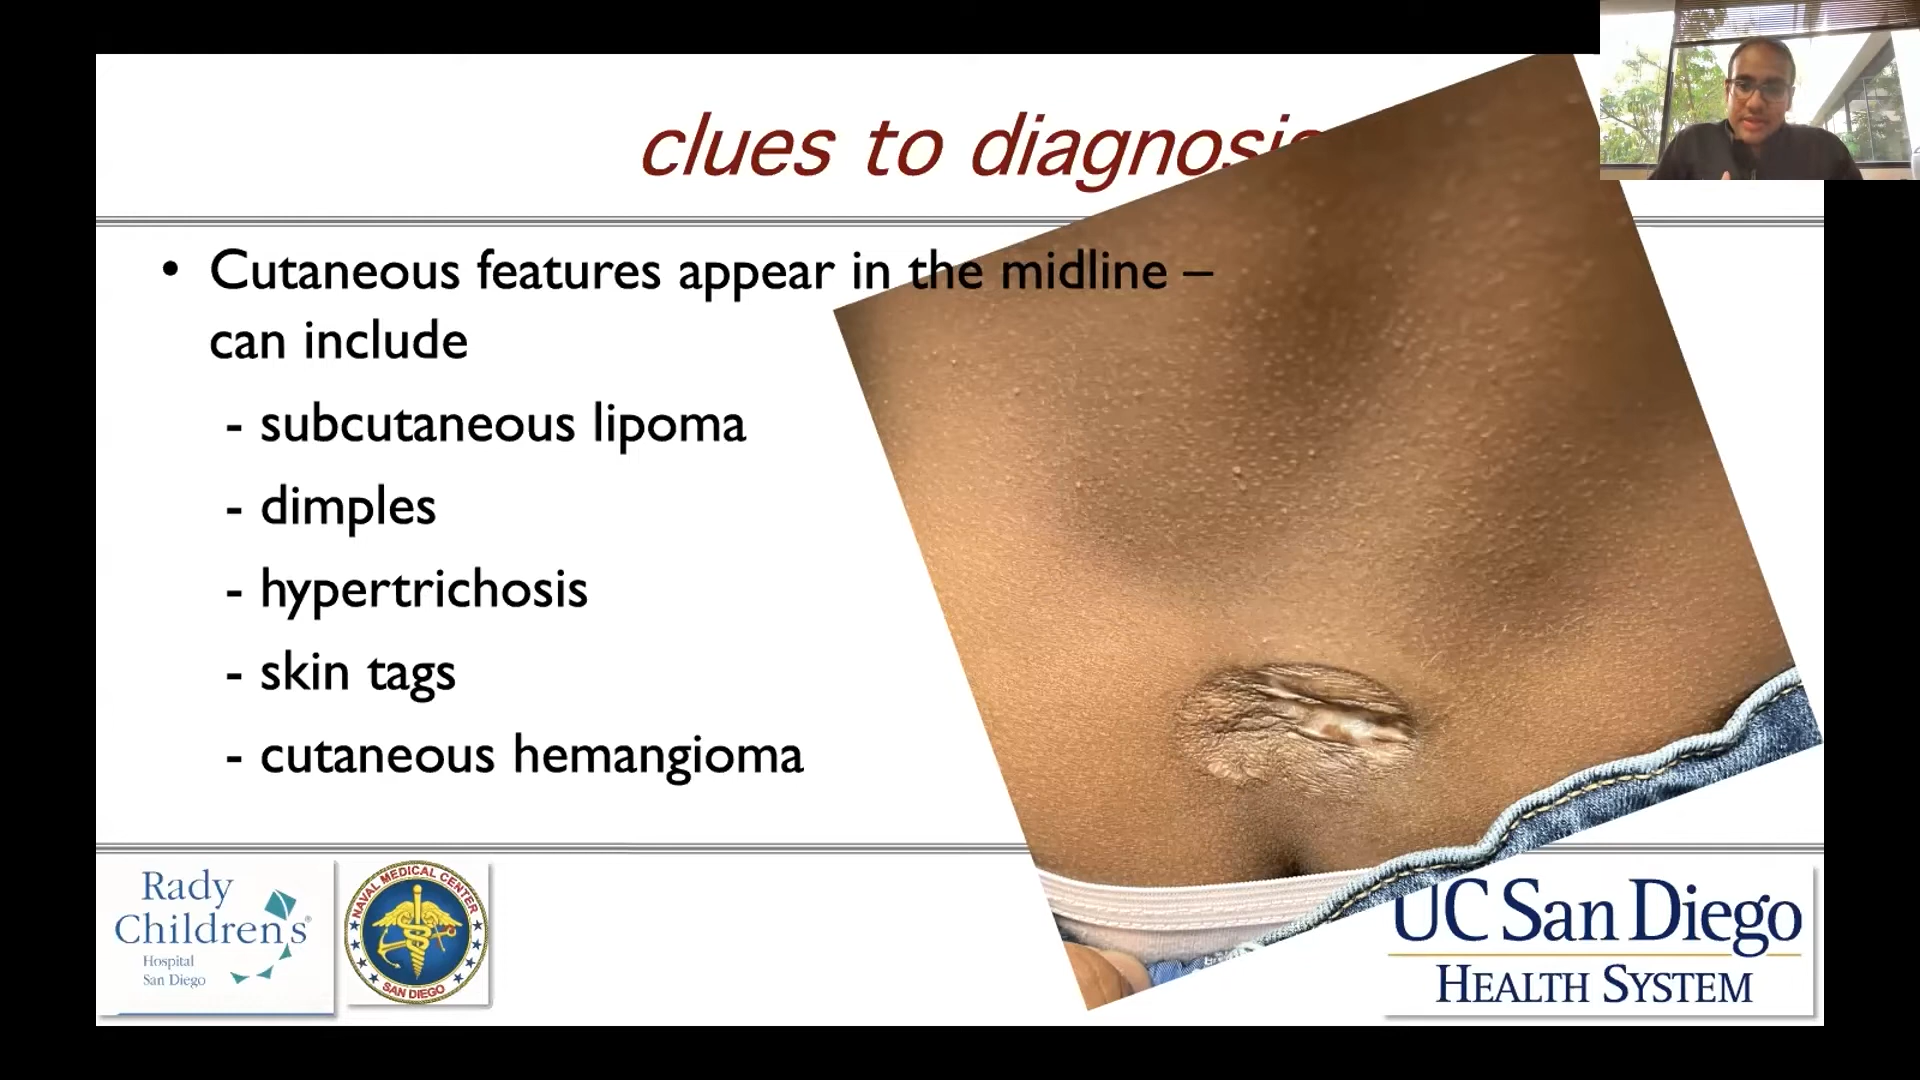 clues to diagnosis
• Cutaneous features appear in the midline –
can include
- subcutaneous lipoma
- dimples
- hypertrichosis
- skin tags
- cutaneous hemangioma
Rady
Children's
Hospital
San Diego
NAVAL MEDICAL CENTER
SAN DIEGO
UC San Diego
HEALTH SYSTEM